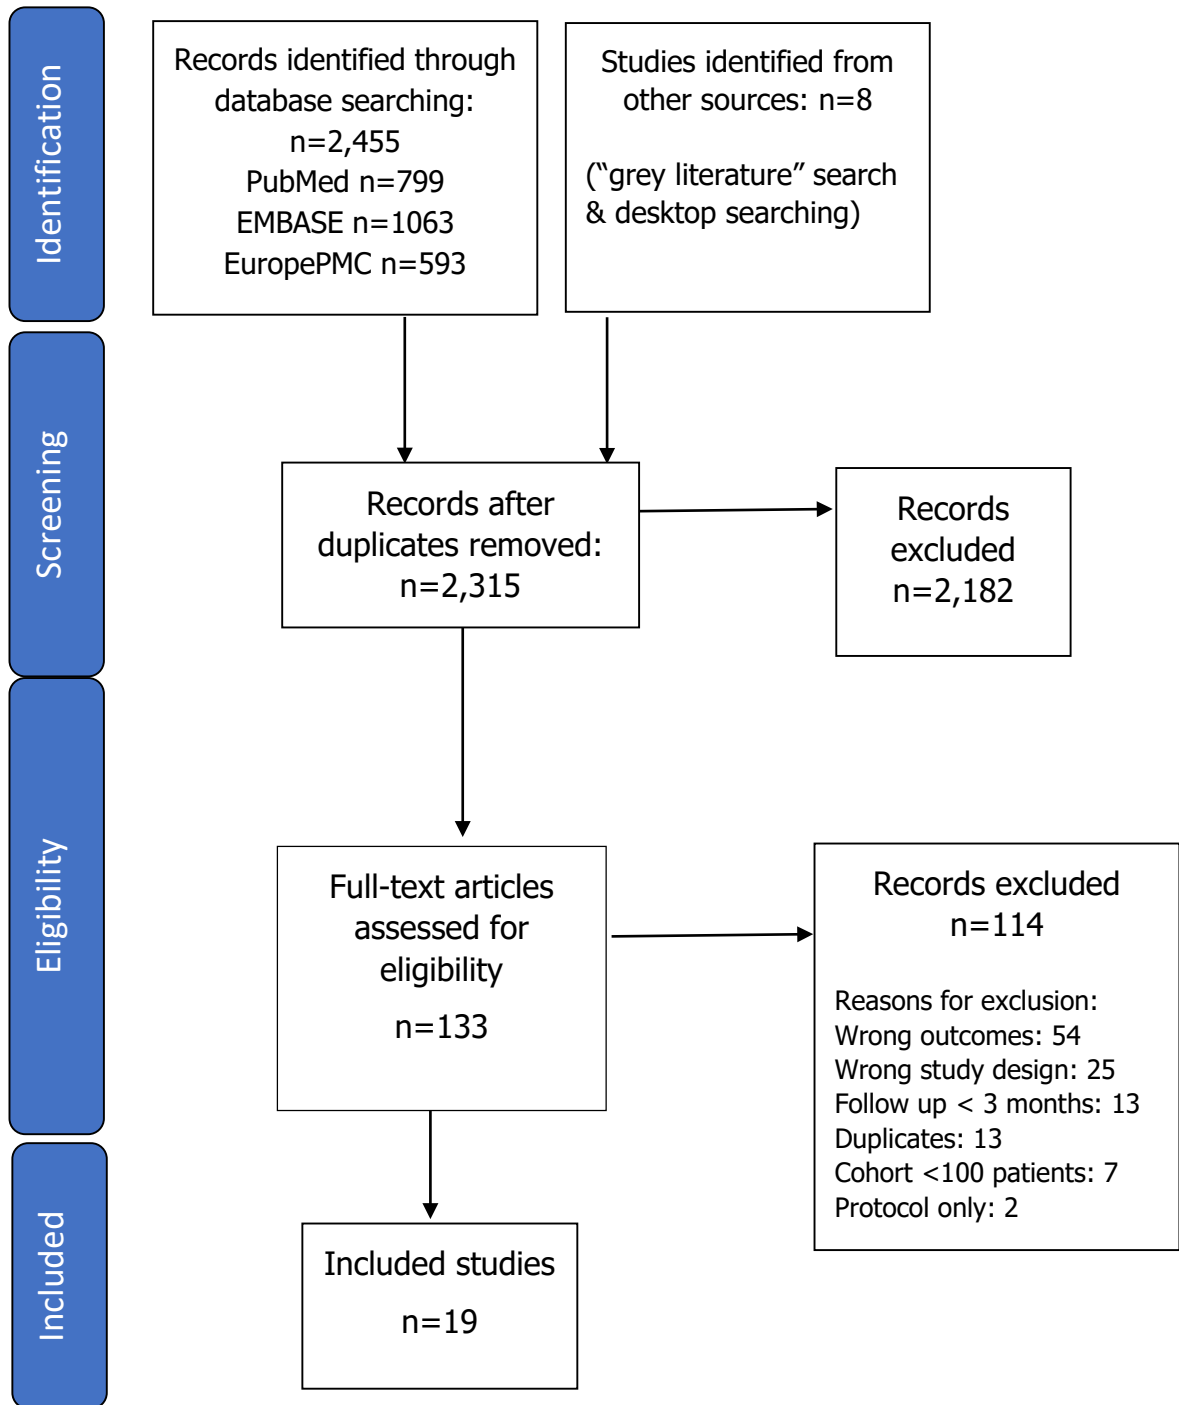 Identification
Records identified through
database searching:
n=2,455
PubMed n=799
EMBASE n=1063
EuropePMC n=593
Studies identified from
other sources: n=8
(“grey literature” search
& desktop searching)
Screening
Records after
duplicates removed:
n=2,315
Records
excluded
n=2,182
Eligibility
Full-text articles
assessed for
eligibility
n=133
Records excluded
n=114
Reasons for exclusion:
Wrong outcomes: 54
Wrong study design: 25
Follow up < 3 months: 13
Duplicates: 13
Cohort <100 patients: 7
Protocol only: 2
Included
Included studies
n=19